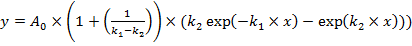 y = A₀ × (1 + (1/(k₁−k₂)) × (k₂ exp(−k₁ × x) − exp(k₂ × x)))